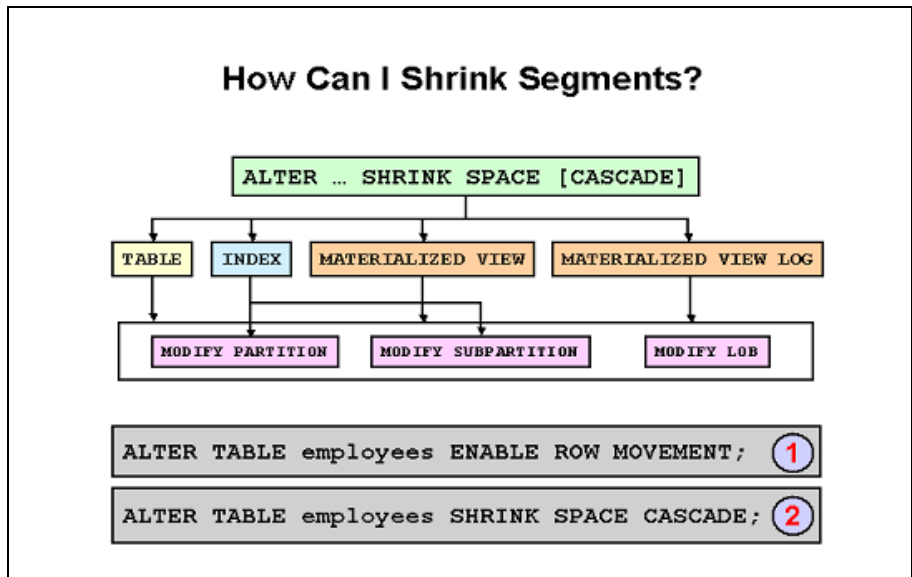 How Can I Shrink Segments?
ALTER … SHRINK SPACE [CASCADE]
TABLE INDEX MATERIALIZED VIEW MATERIALIZED VIEW LOG
MODIFY PARTITION MODIFY SUBPARTITION MODIFY LOB
ALTER TABLE employees ENABLE ROW MOVEMENT; 1
ALTER TABLE employees SHRINK SPACE CASCADE; 2